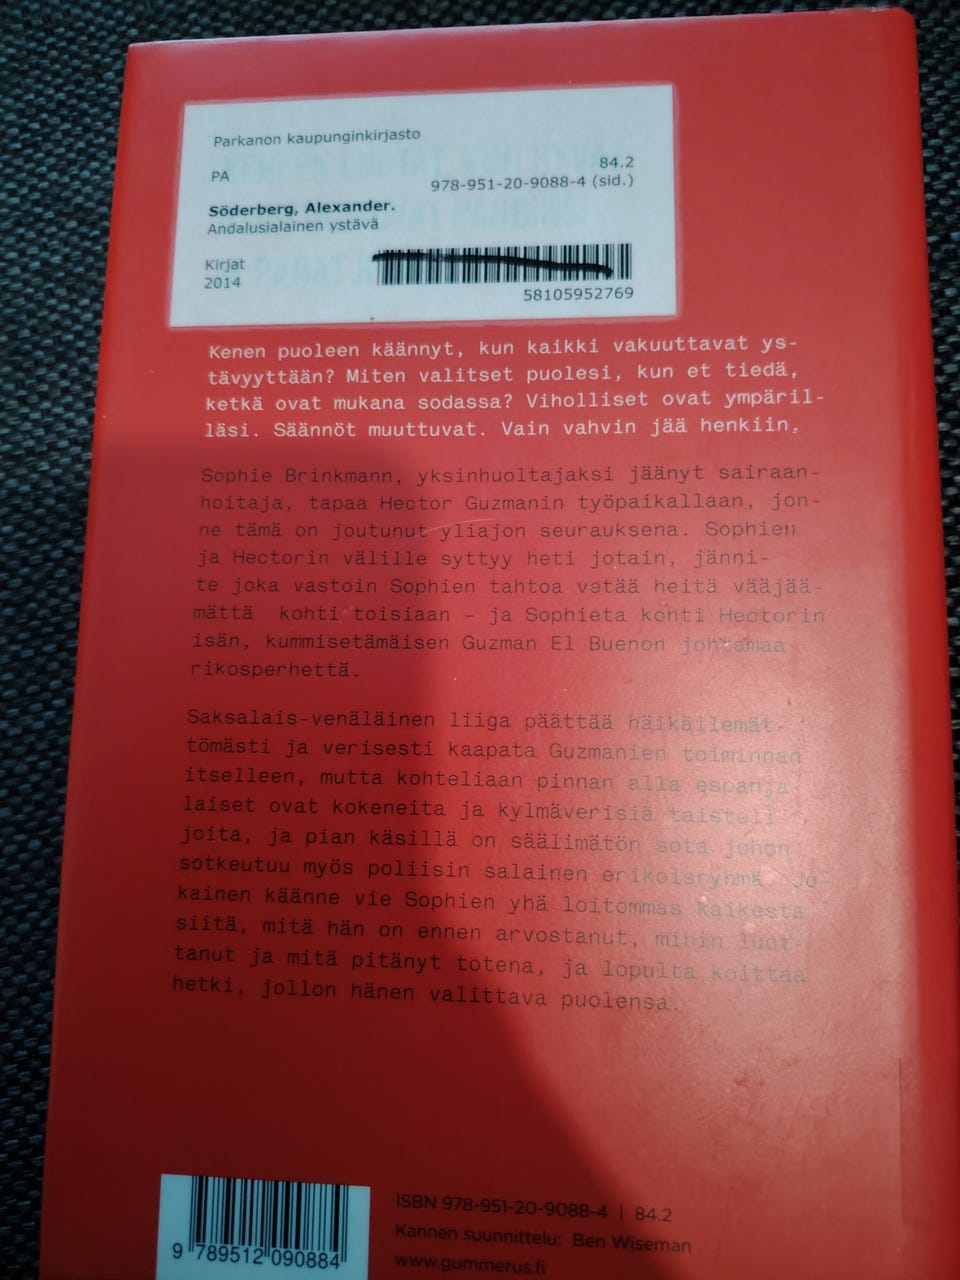 Parkanon kaupunginkirjasto
PA
84.2
978-951-20-9088-4 (sid.)
Söderberg, Alexander.
Andalusialainen ystävä
Kirjat
2014
58105952769
Kenen puoleen käännyt, kun kaikki vakuuttavat ys-
tävyyttään? Miten valitset puolesi, kun et tiedä,
ketkä ovat mukana sodassa? Viholliset ovat ympäril-
läsi. Säännöt muuttuvat. Vain vahvin jää henkiin.
Sophie Brinkmann, yksinhuoltajaksi jäänyt sairaan-
hoitaja, tapaa Hector Guzmanin työpaikallaan, jon-
ne tämä on joutunut yliajon seurauksena. Sophien
ja Hectorin välille syttyy heti jotain, jänni-
te joka vastoin Sophien tahtoa vetää heitä vääjää-
mättä kohti toisiaan – ja Sophieta kohti Hectorin
isän, kummisetämäisen Guzman El Buenon johtamaa
rikosperhettä.
Saksalais-venäläinen liiga päättää häikäilemät-
tömästi ja verisesti kaapata Guzmanien toiminnan
itselleen, mutta kohteliaan pinnan alla espanja-
laiset ovat kokeneita ja kylmäverisiä taisteli-
joita, ja pian käsillä on säälimätön sota johon
sotkeutuu myös poliisin salainen erikoisryhmä. Jo-
kainen käänne vie Sophien yhä loitommas kaikesta
siitä, mitä hän on ennen arvostanut, mihin luot-
tanut ja mitä pitänyt totena, ja lopulta koittaa
hetki, jollon hänen valittava puolensa.
ISBN 978-951-20-9088-4 | 84.2
Kannen suunnittelu: Ben Wiseman
www.gummerus.fi
9 789512 090884